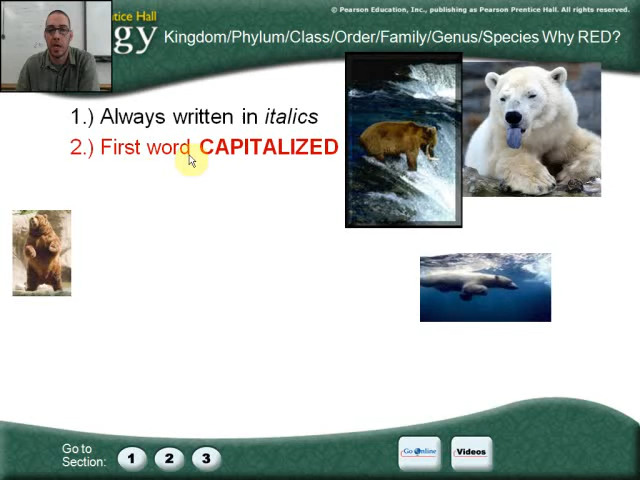 © Pearson Education, Inc., publishing as Pearson Prentice Hall. All rights reserved.
Hall
Kingdom/Phylum/Class/Order/Family/Genus/Species Why RED?
1.) Always written in italics
2.) First word CAPITALIZED
Go to
Section:
1 2 3
Go Online
Videos